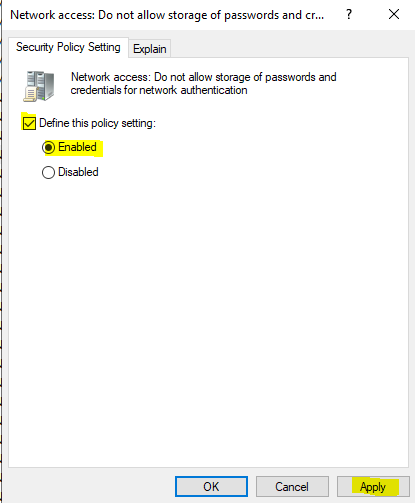 Network access: Do not allow storage of passwords and cr...
?
Security Policy Setting
Explain
Network access: Do not allow storage of passwords and
credentials for network authentication
Define this policy setting:
Enabled
Disabled
OK
Cancel
Apply